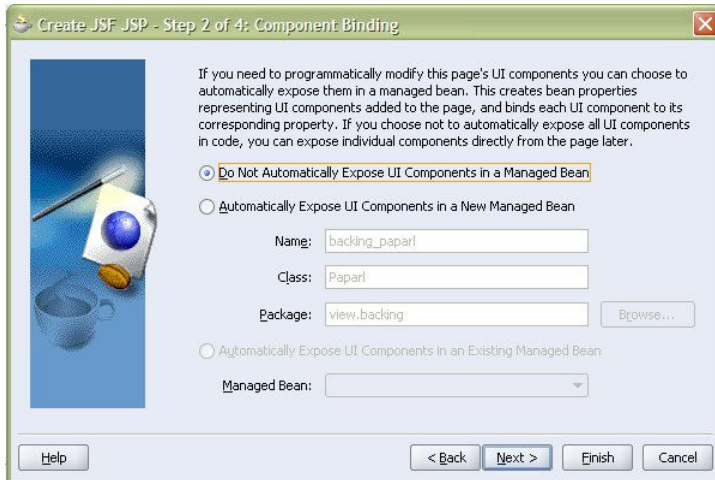 Create JSF JSP - Step 2 of 4: Component Binding
If you need to programmatically modify this page's UI components you can choose to
automatically expose them in a managed bean. This creates bean properties
representing UI components added to the page, and binds each UI component to its
corresponding property. If you choose not to automatically expose all UI components
in code, you can expose individual components directly from the page later.
Do Not Automatically Expose UI Components in a Managed Bean
Automatically Expose UI Components in a New Managed Bean
Name: backing_paparl
Class: Paparl
Package: view.backing Browse...
Automatically Expose UI Components in an Existing Managed Bean
Managed Bean:
Help < Back Next > Finish Cancel